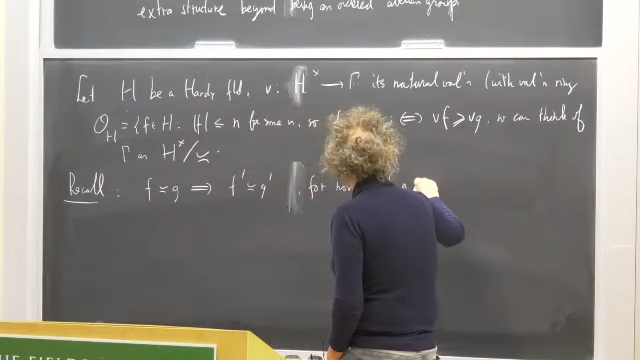 extra structure beyond being an ordered abelian group
Let H be a Hardy fld, v: H^× → Γ its natural val'n (with val'n ring
O_H = {f ∈ H: |f| ≤ n for some n, so ⇔ vf ⩾ vg, so can think of
Γ as H^×/≍.
Recall: f ≍ g ⟹ f' ≍ g', for g
THE FIELDS